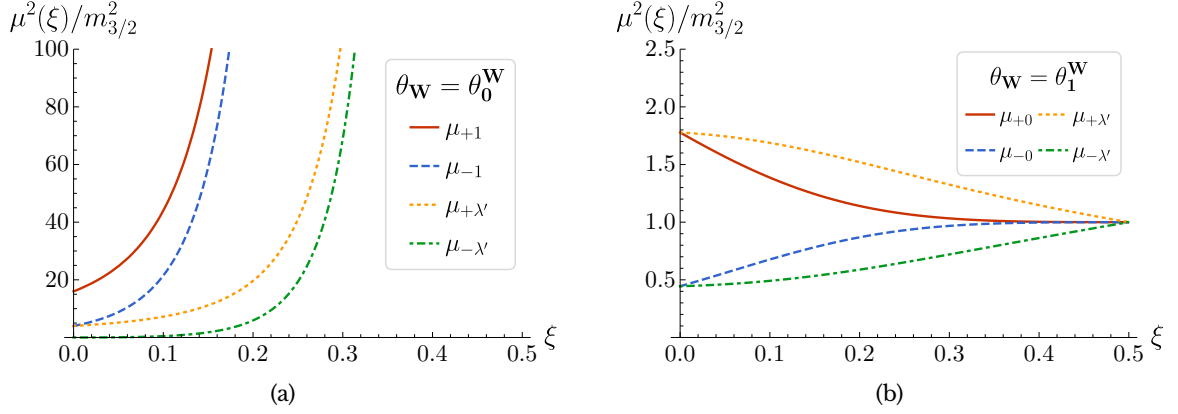 μ²(ξ)/m²₃/₂
100
80
60
40
20
0.0 0.1 0.2 0.3 0.4 0.5 ξ
θ_W = θ₀^W
μ₊₁
μ₋₁
μ₊λ′
μ₋λ′
(a)
μ²(ξ)/m²₃/₂
2.5
2.0
1.5
1.0
0.5
0.0 0.1 0.2 0.3 0.4 0.5 ξ
θ_W = θ₁^W
μ₊₀ μ₊λ′
μ₋₀ μ₋λ′
(b)